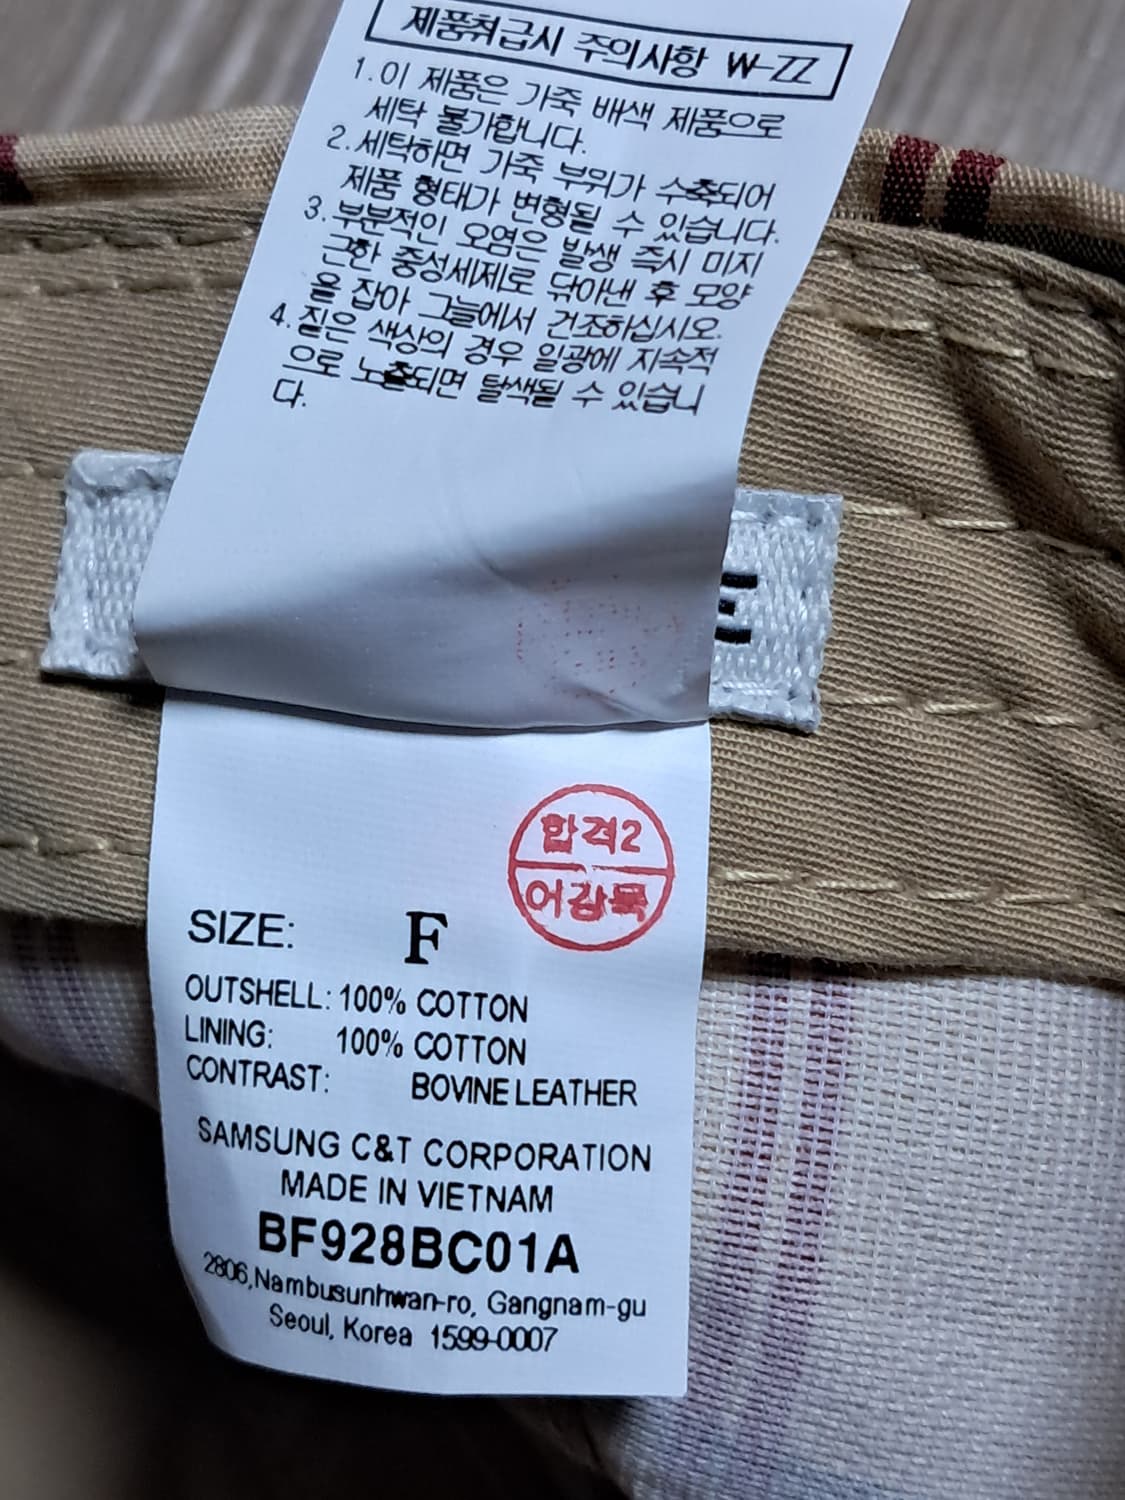 제품취급시 주의사항 W-ZZ
1.이 제품은 가죽 배색 제품으로
세탁 불가합니다.
2.세탁하면 가죽 부위가 수축되어
제품 형태가 변형될 수 있습니다.
3.부분적인 오염은 발생 즉시 미지
근한 중성세제로 닦아낸 후 모양
을 잡아 그늘에서 건조하십시오.
4.짙은 색상의 경우 일광에 지속적
으로 노출되면 탈색될 수 있습니
다.
E
합격2
SIZE: F
OUTSHELL: 100% COTTON
LINING: 100% COTTON
CONTRAST: BOVINE LEATHER
SAMSUNG C&T CORPORATION
MADE IN VIETNAM
BF928BC01A
2806,Nambusunhwan-ro, Gangnam-gu
Seoul, Korea 1599-0007